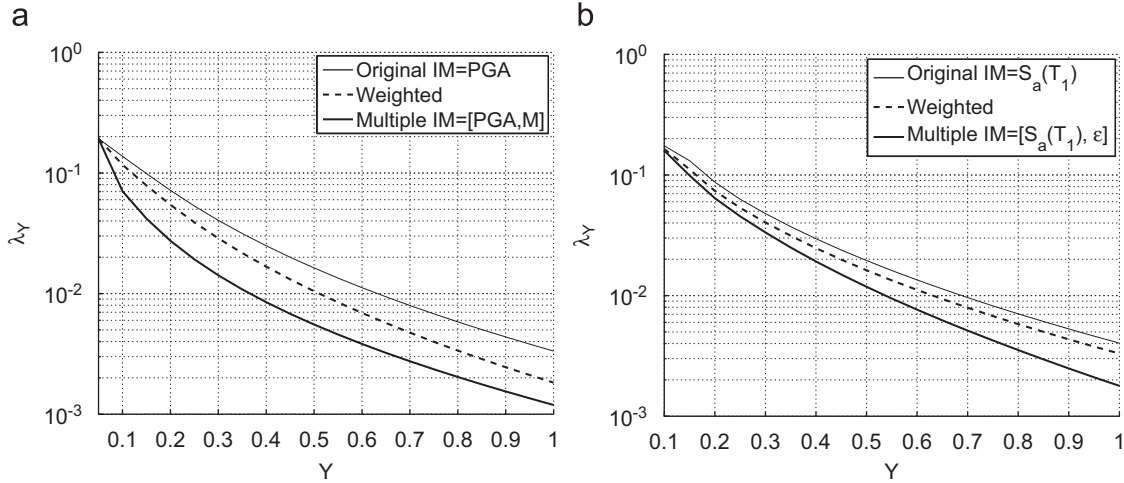 a
10^0
10^-1
10^-2
10^-3
λ_Y
Original IM=PGA
Weighted
Multiple IM=[PGA,M]
0.1 0.2 0.3 0.4 0.5 0.6 0.7 0.8 0.9 1
Y
b
10^0
10^-1
10^-2
10^-3
λ_Y
Original IM=S_a(T_1)
Weighted
Multiple IM=[S_a(T_1), ε]
0.1 0.2 0.3 0.4 0.5 0.6 0.7 0.8 0.9 1
Y